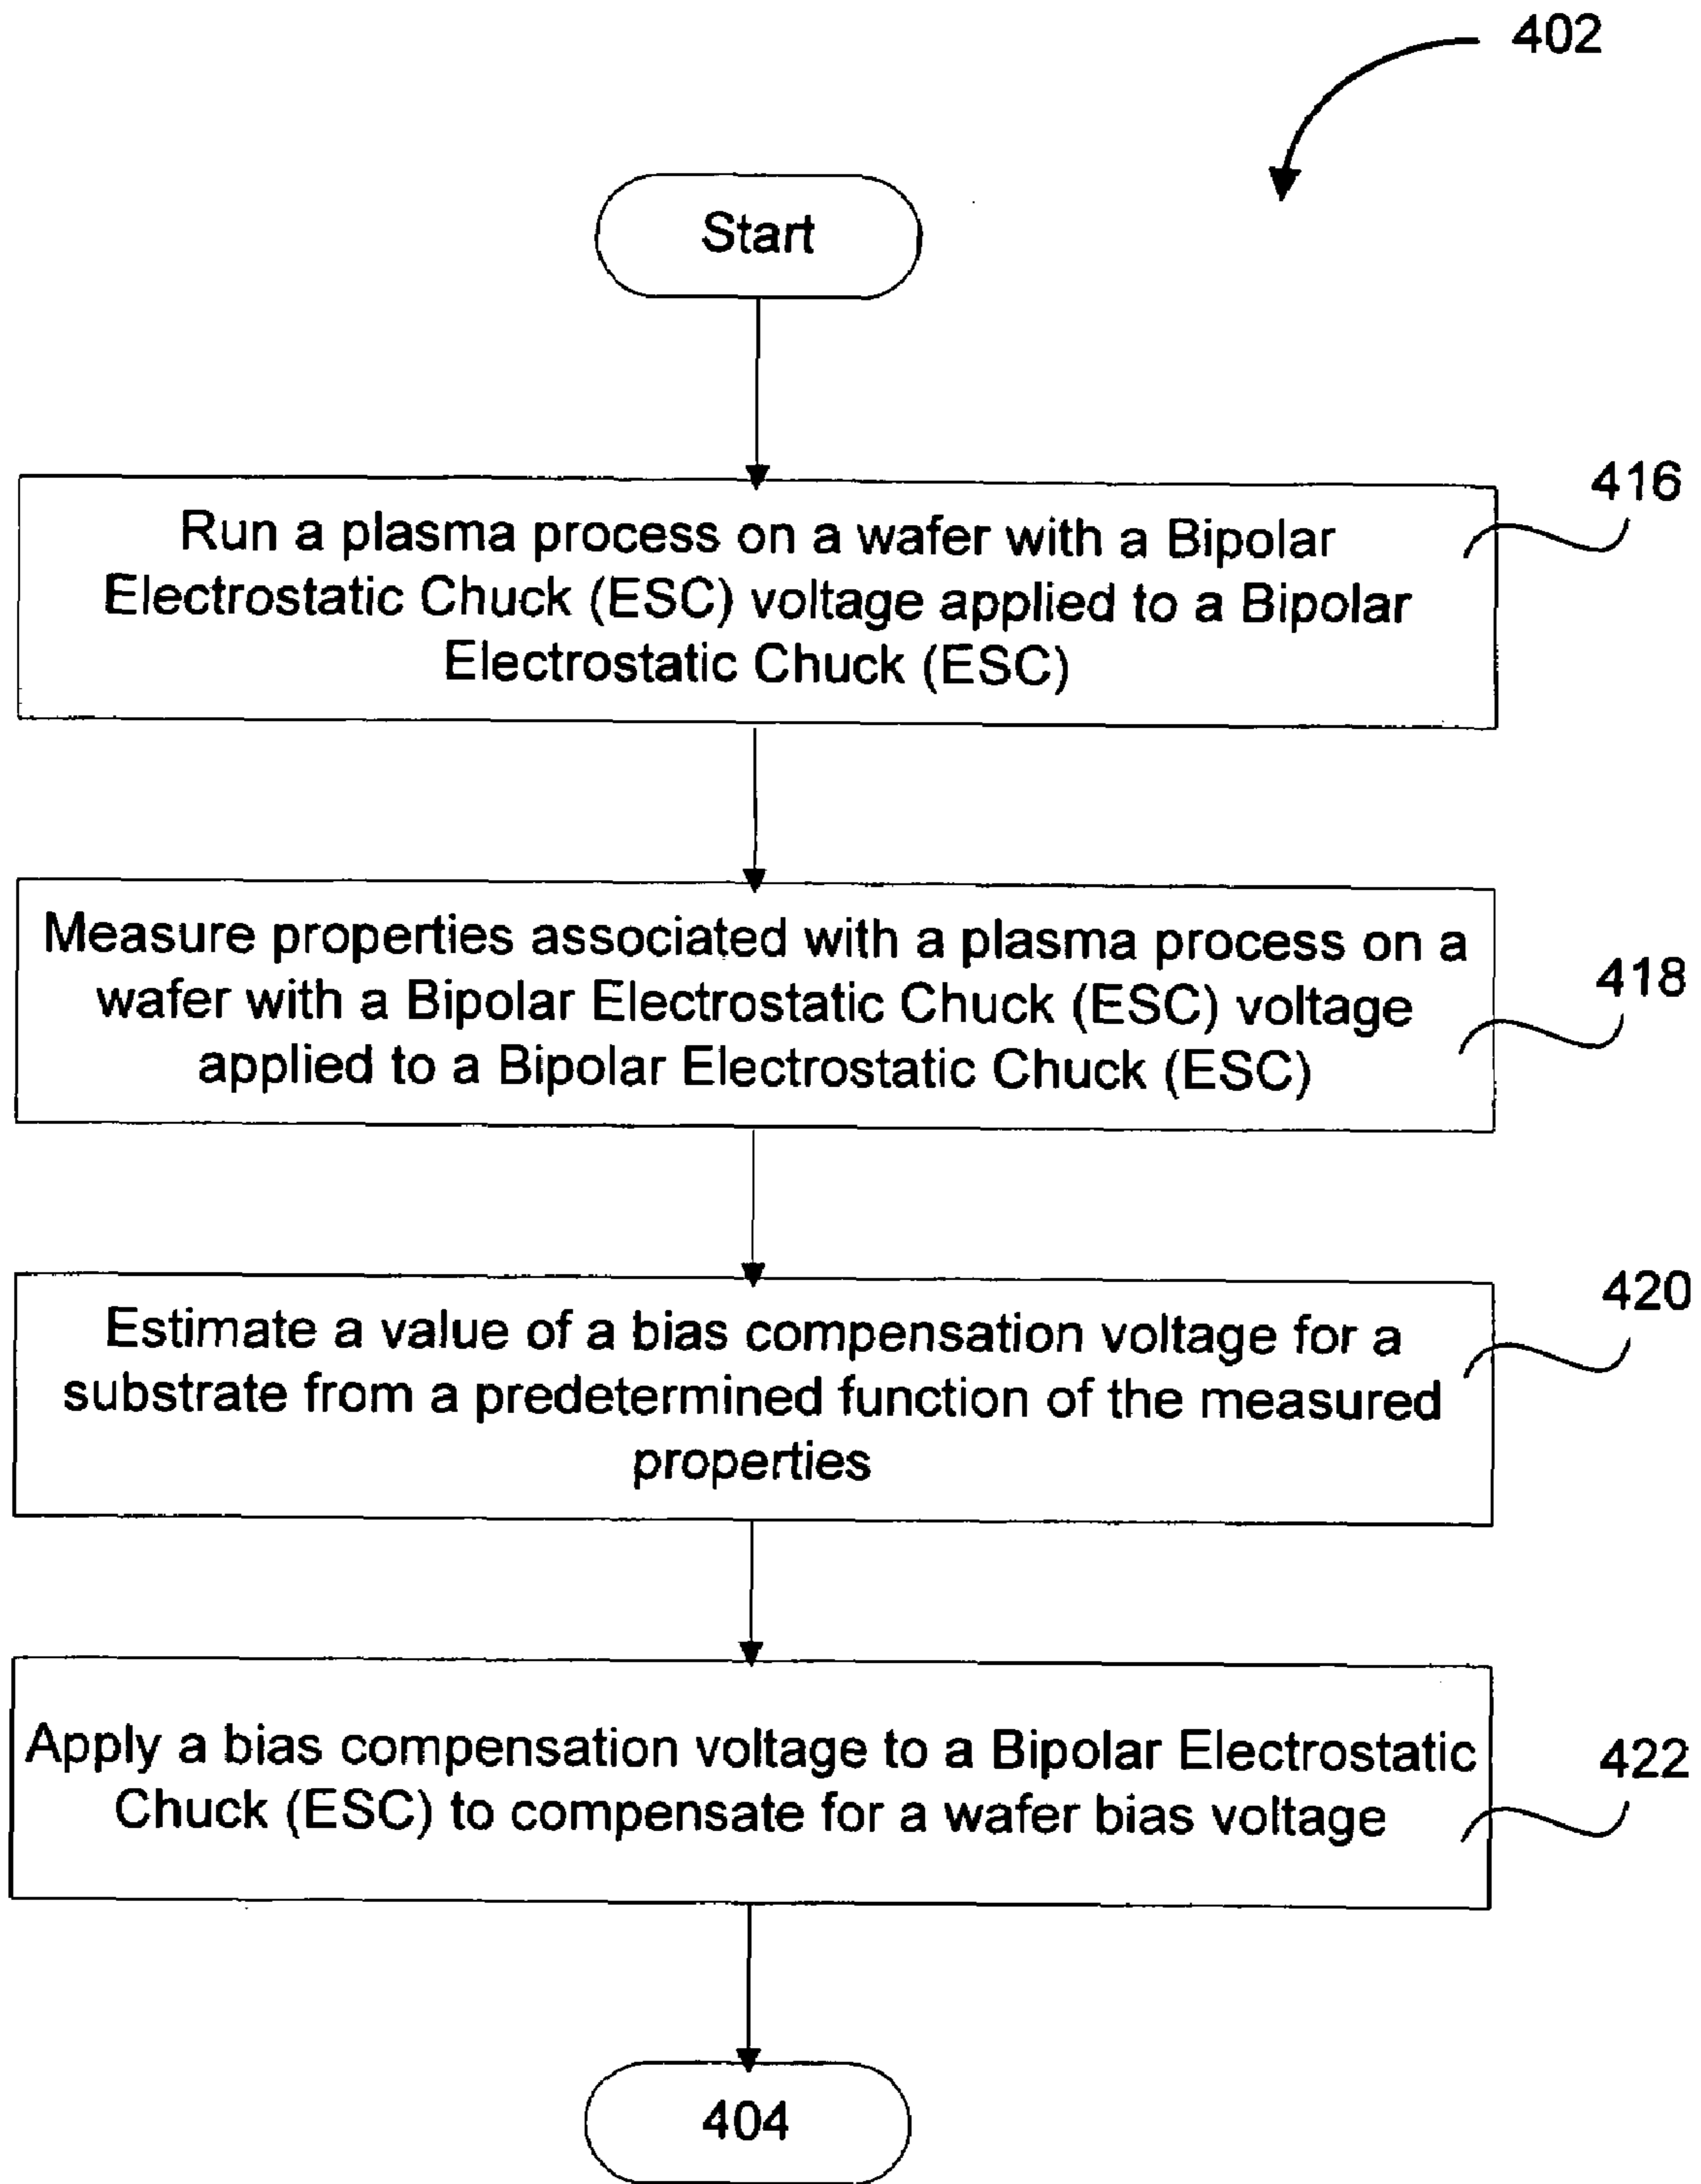 402
Start
416
Run a plasma process on a wafer with a Bipolar
Electrostatic Chuck (ESC) voltage applied to a Bipolar
Electrostatic Chuck (ESC)
Measure properties associated with a plasma process on a
wafer with a Bipolar Electrostatic Chuck (ESC) voltage
applied to a Bipolar Electrostatic Chuck (ESC)
418
Estimate a value of a bias compensation voltage for a
substrate from a predetermined function of the measured
properties
420
Apply a bias compensation voltage to a Bipolar Electrostatic
Chuck (ESC) to compensate for a wafer bias voltage
422
404